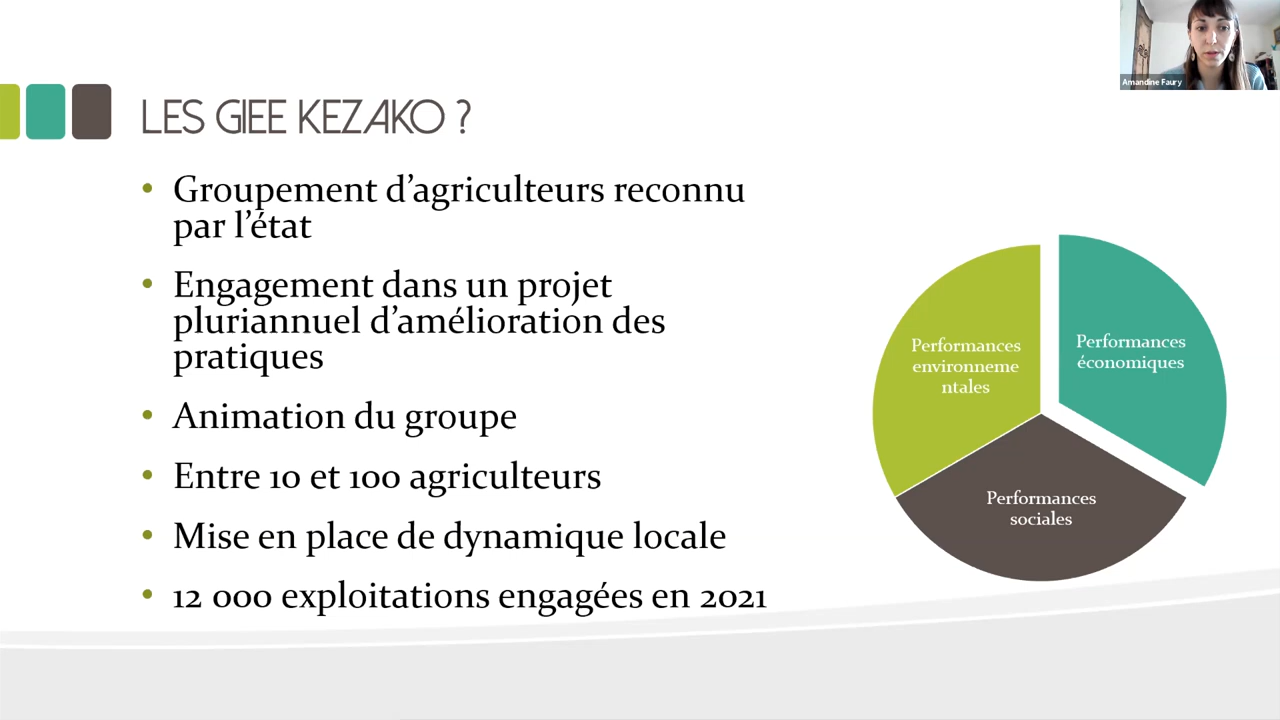 Amandine Faury
LES GIEE KEZAKO ?
• Groupement d’agriculteurs reconnu
par l’état
• Engagement dans un projet
pluriannuel d’amélioration des
pratiques
• Animation du groupe
• Entre 10 et 100 agriculteurs
• Mise en place de dynamique locale
• 12 000 exploitations engagées en 2021
Performances
environneme
ntales
Performances
économiques
Performances
sociales